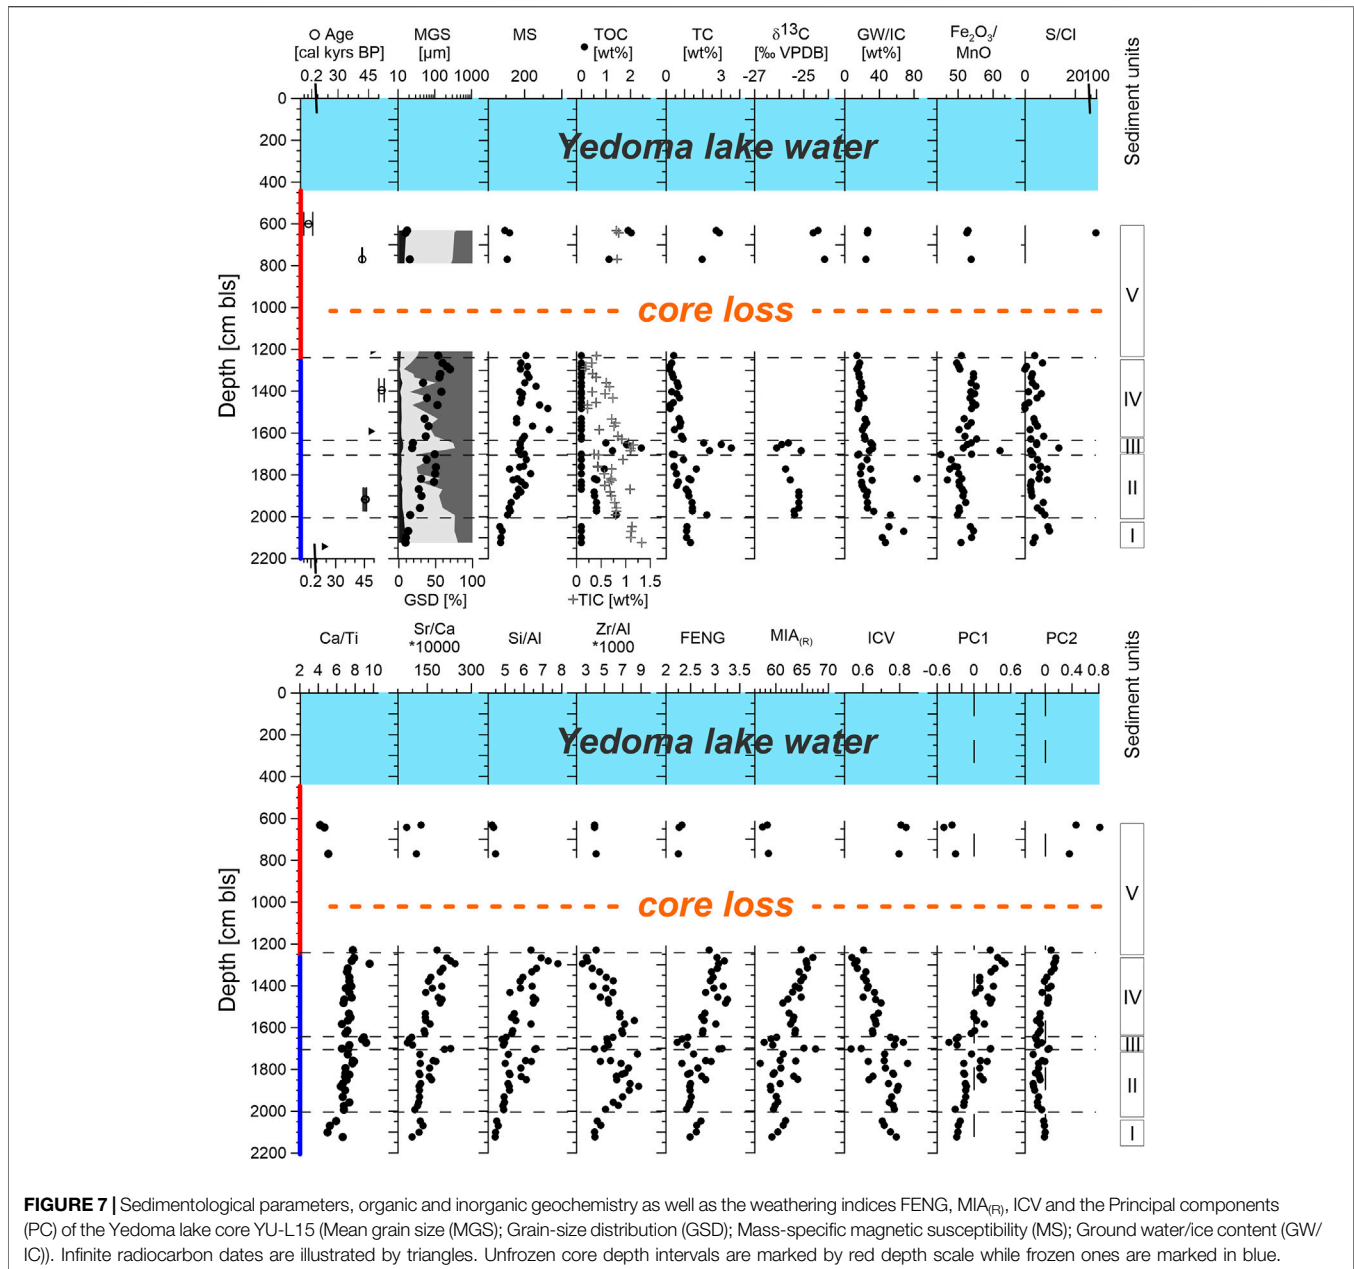 Age MGS MS TOC TC δ13C GW/IC Fe2O3/ S/Cl
[cal kyrs BP] [µm] [wt%] [wt%] [‰ VPDB] [wt%] MnO
0.2 45 10 100 1000 200 0 1 2 0 3 -27 -25 0 40 80 50 60 0 20 100
Sediment units
0
200
400
600
800
1000
1200
1400
1600
1800
2000
2200
Depth [cm bls]
Yedoma lake water
core loss
V
IV
III
II
I
0.2 30 45 0 50 100 0 0.5 1 1.5
GSD [%] +TIC [wt%]
Ca/Ti Sr/Ca Si/Al Zr/Al FENG MIA(R) ICV PC1 PC2
*10000 *1000
2 4 6 8 10 150 300 5 6 7 8 3 5 7 9 2 2.5 3 3.5 60 65 70 0.6 0.8 -0.6 0 0.6 0 0.4 0.8
Sediment units
0
200
400
600
800
1000
1200
1400
1600
1800
2000
2200
Depth [cm bls]
Yedoma lake water
core loss
V
IV
III
II
I
FIGURE 7 | Sedimentological parameters, organic and inorganic geochemistry as well as the weathering indices FENG, MIA(R), ICV and the Principal components
(PC) of the Yedoma lake core YU-L15 (Mean grain size (MGS); Grain-size distribution (GSD); Mass-specific magnetic susceptibility (MS); Ground water/ice content (GW/
IC)). Infinite radiocarbon dates are illustrated by triangles. Unfrozen core depth intervals are marked by red depth scale while frozen ones are marked in blue.